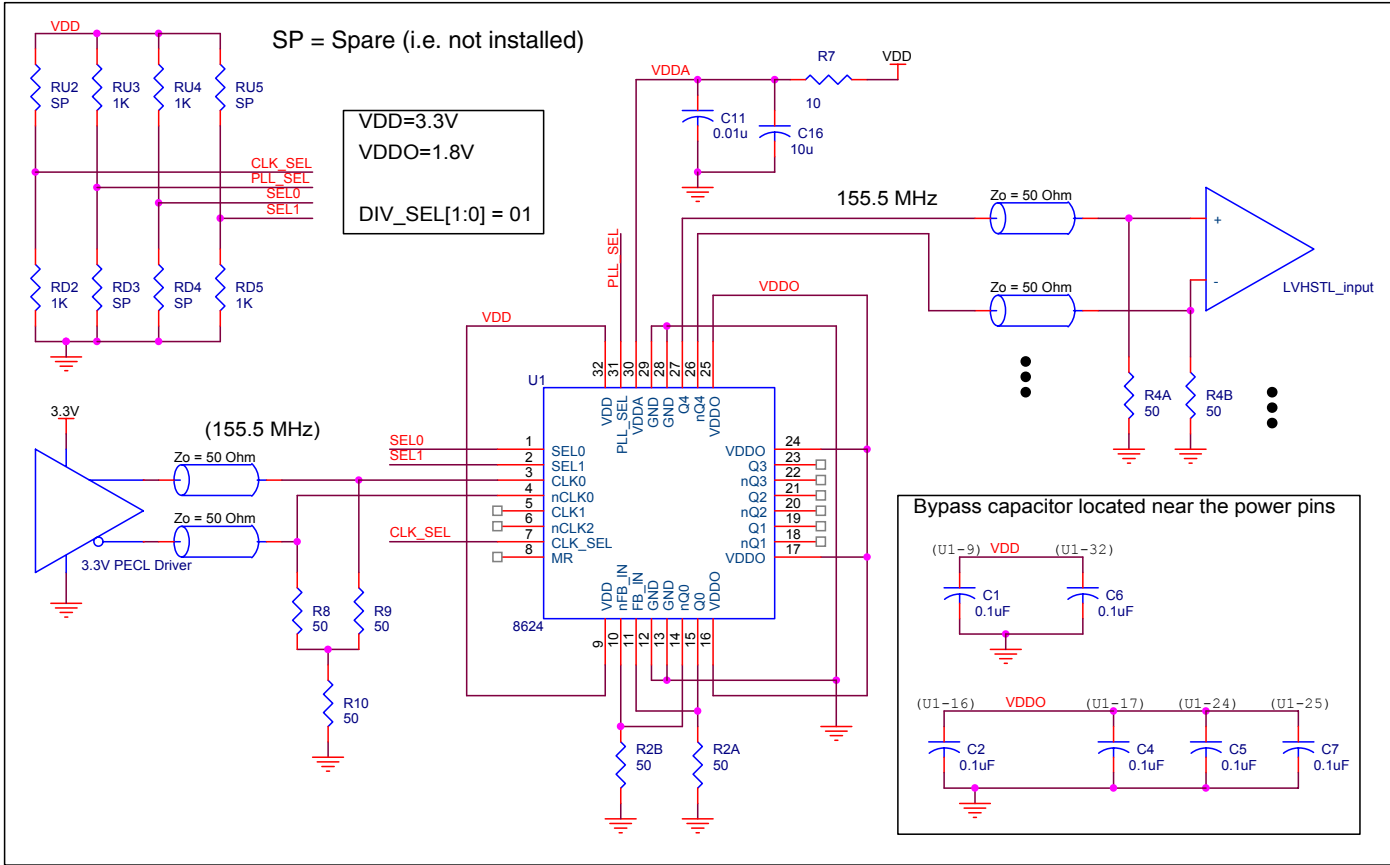 VDD
SP = Spare (i.e. not installed)
RU2
SP
RU3
1K
RU4
1K
RU5
SP
CLK_SEL
PLL_SEL
SEL0
SEL1
RD2
1K
RD3
SP
RD4
SP
RD5
1K
VDD=3.3V
VDDO=1.8V
DIV_SEL[1:0] = 01
VDDA
R7
10
VDD
C11
0.01u
C16
10u
155.5 MHz
Zo = 50 Ohm
Zo = 50 Ohm
+
-
LVHSTL_input
R4A
50
R4B
50
PLL_SEL
VDD
VDDO
32
31
30
29
28
27
26
25
U1
VDD
PLL_SEL
VDDA
GND
GND
Q4
nQ4
VDDO
3.3V
(155.5 MHz)
Zo = 50 Ohm
Zo = 50 Ohm
3.3V PECL Driver
SEL0
SEL1
CLK_SEL
1
2
3
4
5
6
7
8
SEL0
SEL1
CLK0
nCLK0
CLK1
nCLK2
CLK_SEL
MR
VDDO
Q3
nQ3
Q2
nQ2
Q1
nQ1
VDDO
24
23
22
21
20
19
18
17
VDD
nFB_IN
FB_IN
GND
GND
nQ0
Q0
VDDO
8624
9
10
11
12
13
14
15
16
R8
50
R9
50
R10
50
R2B
50
R2A
50
Bypass capacitor located near the power pins
(U1-9)
VDD
(U1-32)
C1
0.1uF
C6
0.1uF
(U1-16)
VDDO
(U1-17)
(U1-24)
(U1-25)
C2
0.1uF
C4
0.1uF
C5
0.1uF
C7
0.1uF